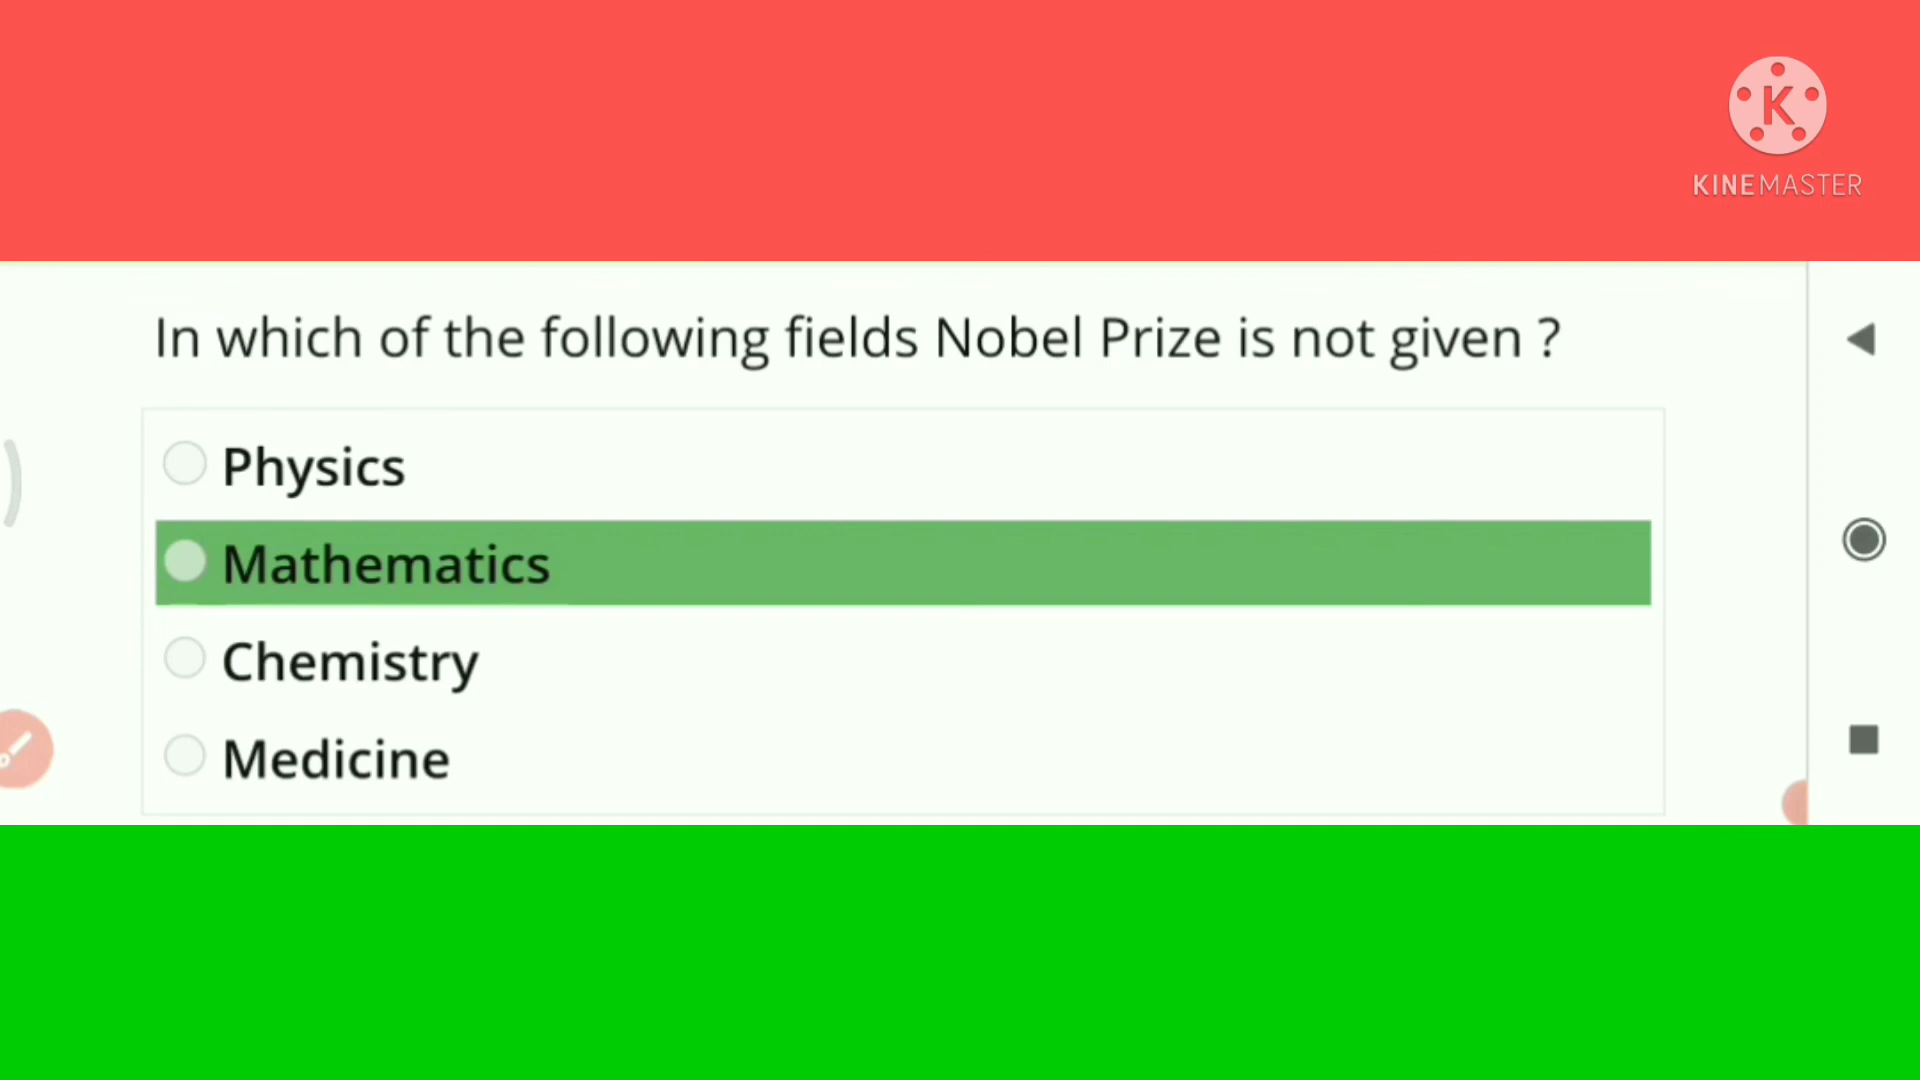 K
KINEMASTER
In which of the following fields Nobel Prize is not given ?
Physics
Mathematics
Chemistry
Medicine